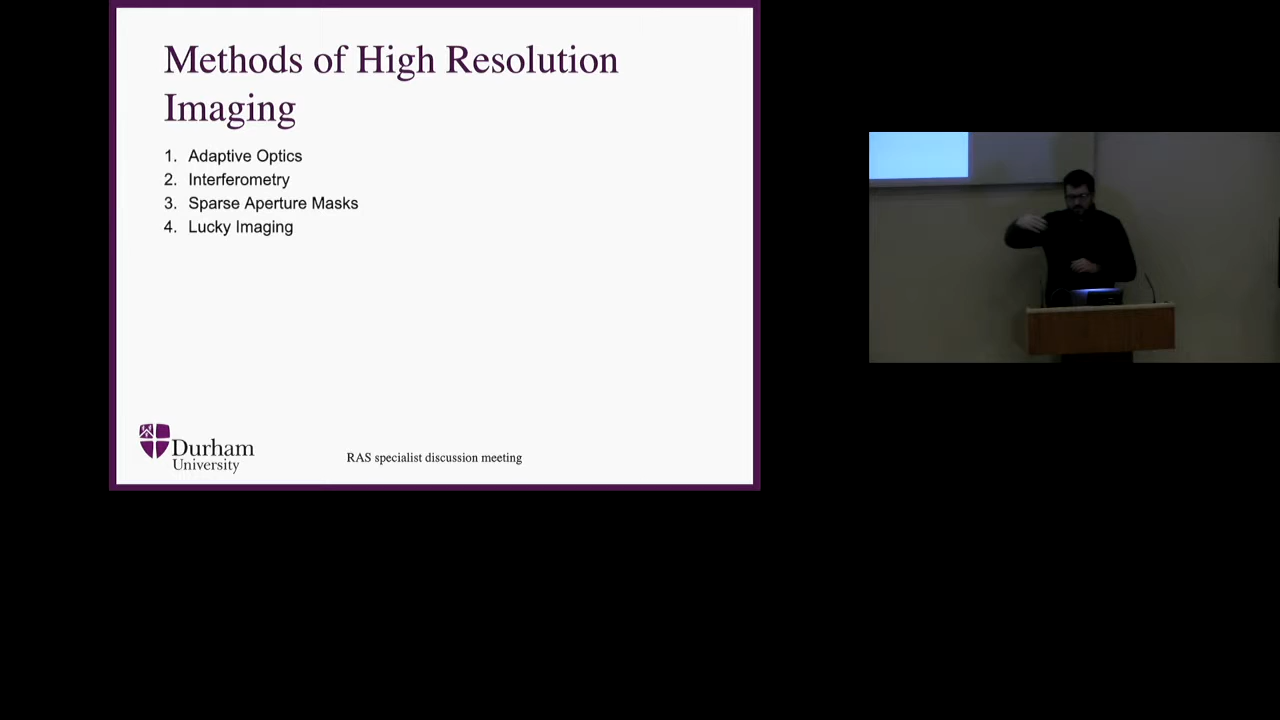 Methods of High Resolution
Imaging
1. Adaptive Optics
2. Interferometry
3. Sparse Aperture Masks
4. Lucky Imaging
Durham
University
RAS specialist discussion meeting